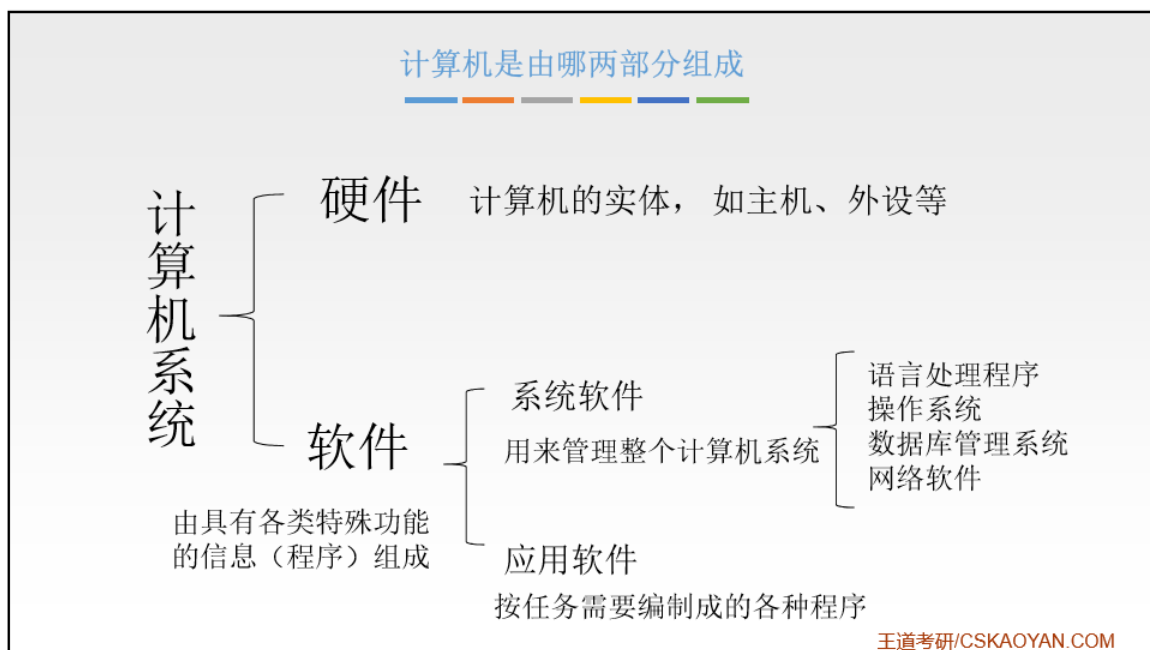 计算机是由哪两部分组成
计算机系统
硬件
计算机的实体， 如主机、外设等
软件
由具有各类特殊功能
的信息（程序）组成
系统软件
用来管理整个计算机系统
语言处理程序
操作系统
数据库管理系统
网络软件
应用软件
按任务需要编制成的各种程序
王道考研/CSKAOYAN.COM